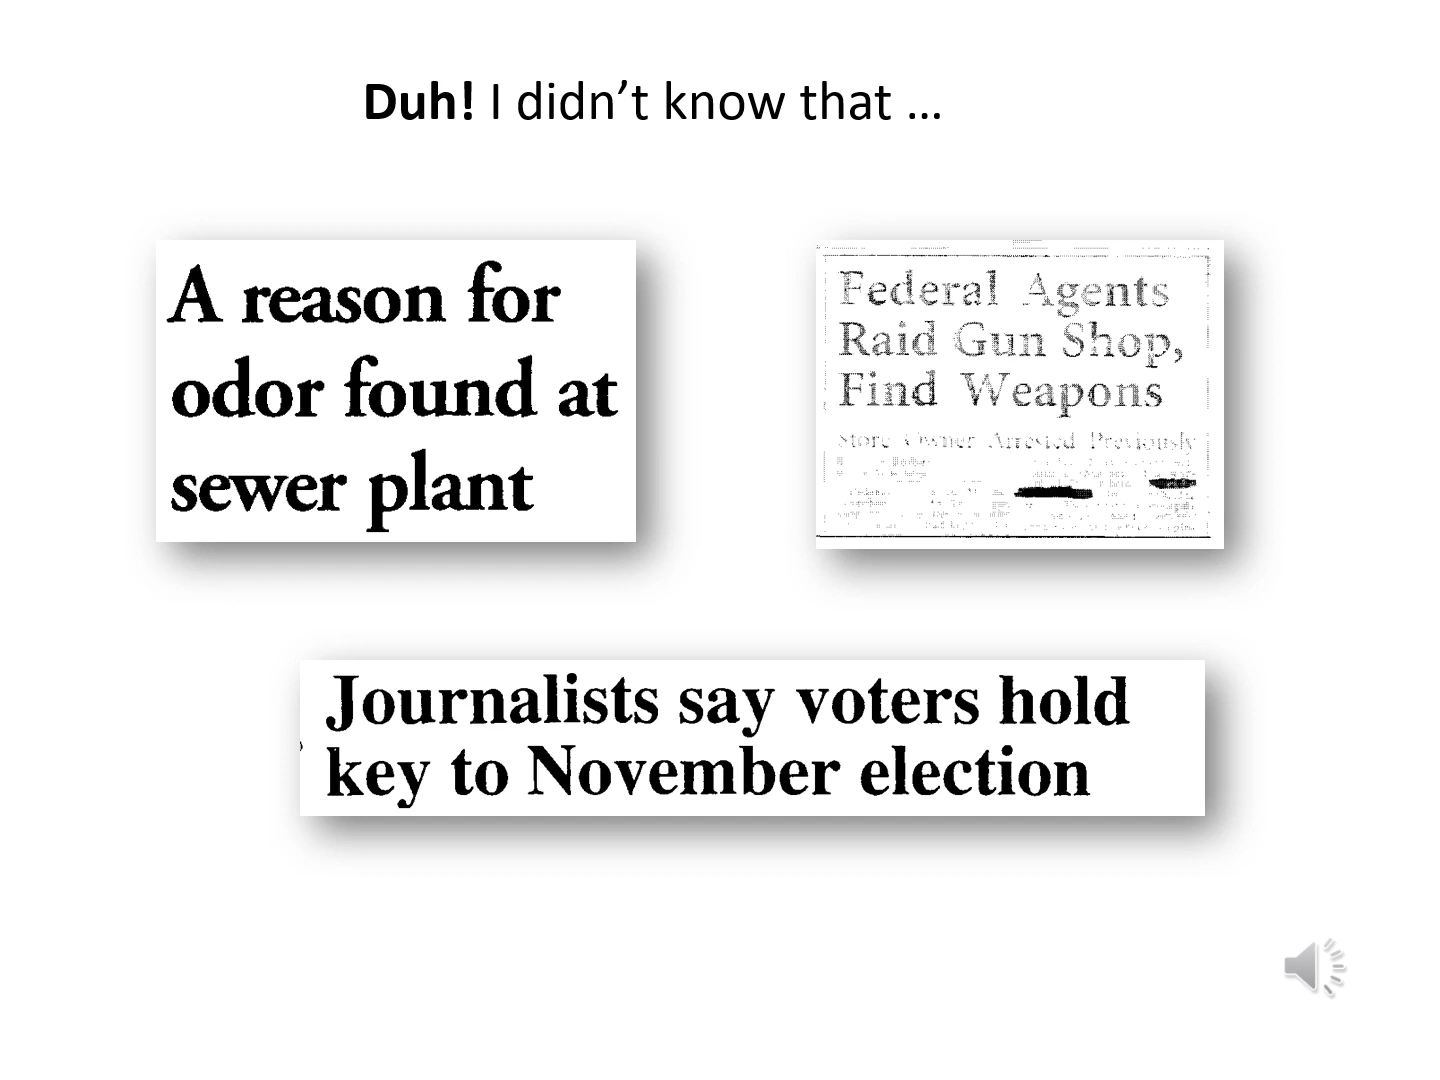 Duh! I didn’t know that …
A reason for
odor found at
sewer plant
Federal Agents
Raid Gun Shop,
Find Weapons
Store Owner Arrested Previously
Journalists say voters hold
key to November election